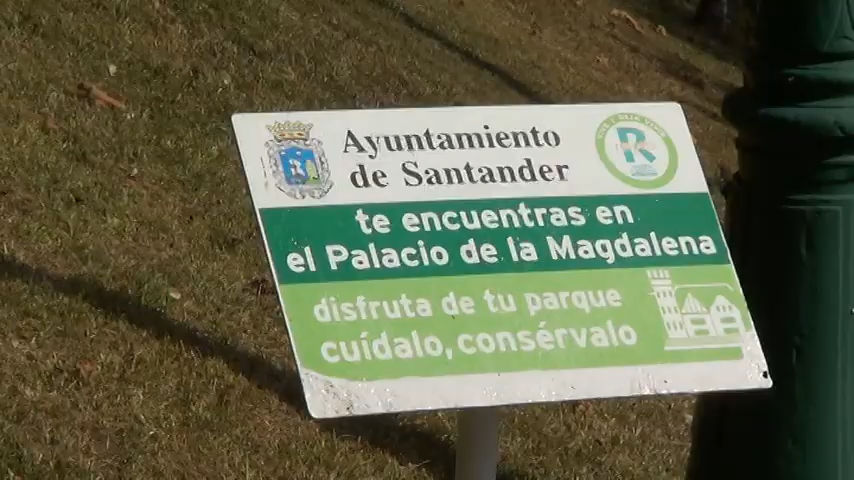 Ayuntamiento
de Santander
R
te encuentras en
el Palacio de la Magdalena
disfruta de tu parque
cuídalo, consérvalo